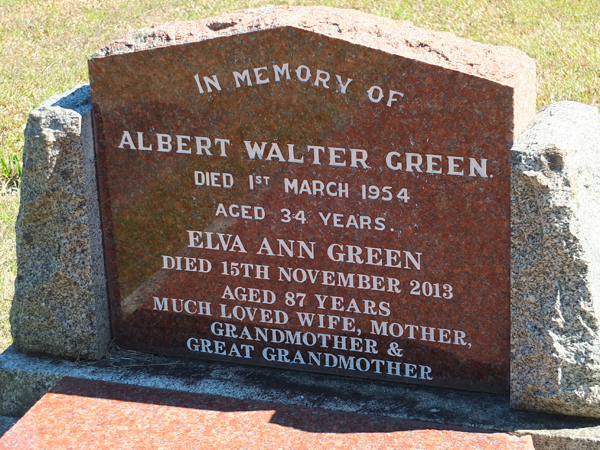 IN MEMORY OF
ALBERT WALTER GREEN.
DIED 1ST MARCH 1954
AGED 34 YEARS.
ELVA ANN GREEN
DIED 15TH NOVEMBER 2013
AGED 87 YEARS
MUCH LOVED WIFE, MOTHER,
GRANDMOTHER &
GREAT GRANDMOTHER